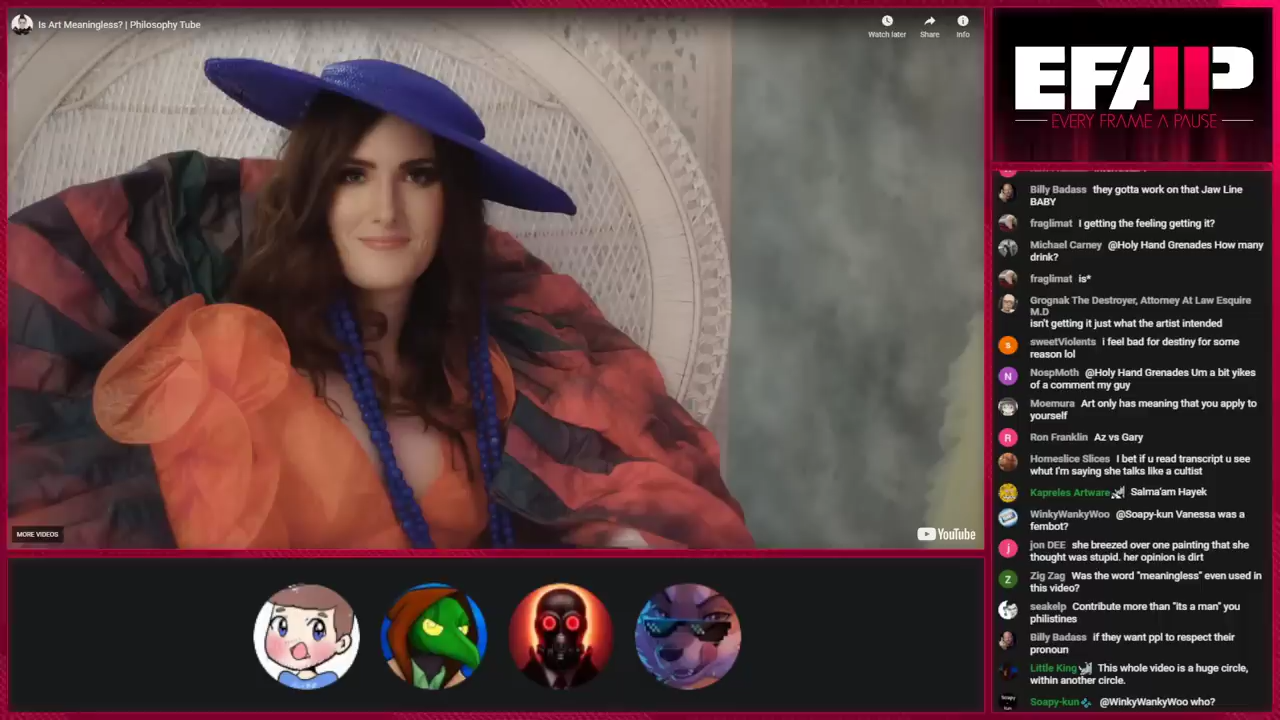 Is Art Meaningless? | Philosophy Tube
Watch later
Share
Info
MORE VIDEOS
YouTube
EFAP
EVERY FRAME A PAUSE
Billy Badass they gotta work on that Jaw Line
BABY
fraglimat I getting the feeling getting it?
Michael Carney @Holy Hand Grenades How many
drink?
fraglimat is*
Grognak The Destroyer, Attorney At Law Esquire
M.D
isn't getting it just what the artist intended
sweetViolents i feel bad for destiny for some
reason lol
NospMoth @Holy Hand Grenades Um a bit yikes
of a comment my guy
Moemura Art only has meaning that you apply to
yourself
Ron Franklin Az vs Gary
Homeslice Slices I bet if u read transcript u see
whut I'm saying she talks like a cultist
Kapreles Artware Salma'am Hayek
WinkyWankyWoo @Soapy-kun Vanessa was a
fembot?
jon DEE she breezed over one painting that she
thought was stupid. her opinion is dirt
Zig Zag Was the word "meaningless" even used in
this video?
seakelp Contribute more than "its a man" you
philistines
Billy Badass if they want ppl to respect their
pronoun
Little King This whole video is a huge circle,
within another circle.
Soapy-kun @WinkyWankyWoo who?